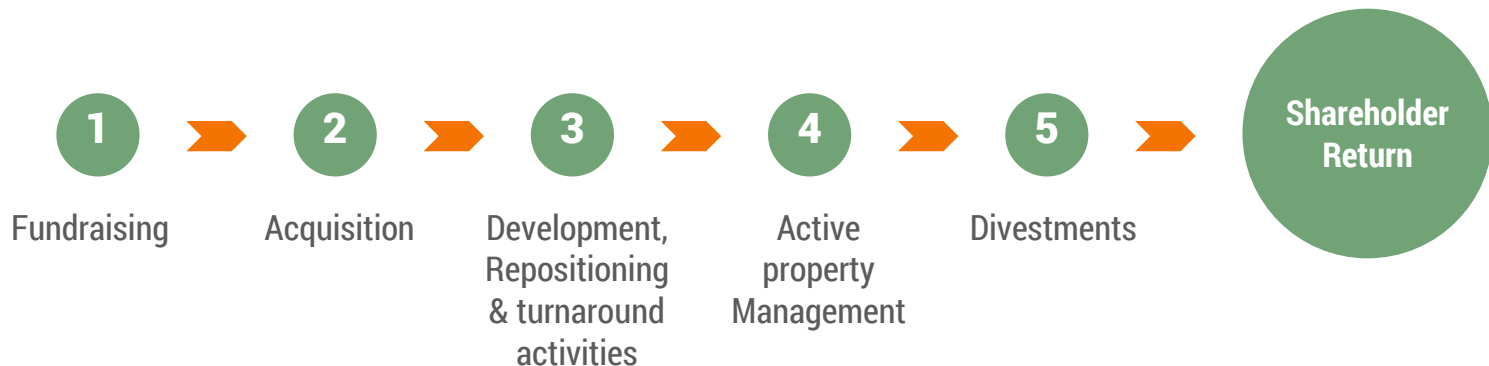 1
2
3
4
5
Shareholder
Return
Fundraising
Acquisition
Development,
Repositioning
& turnaround
activities
Active
property
Management
Divestments